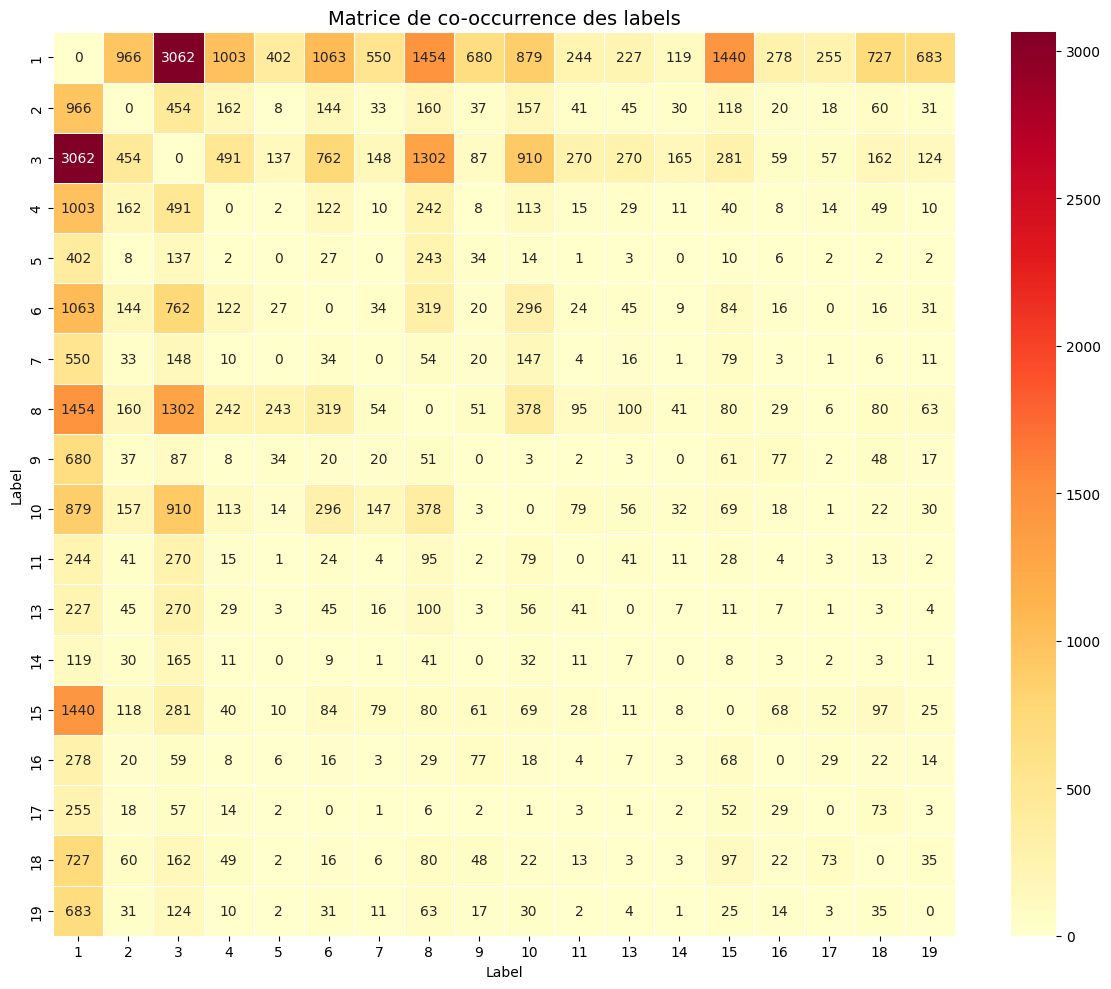 Matrice de co-occurrence des labels
1 0 966 3062 1003 402 1063 550 1454 680 879 244 227 119 1440 278 255 727 683
2 966 0 454 162 8 144 33 160 37 157 41 45 30 118 20 18 60 31
3 3062 454 0 491 137 762 148 1302 87 910 270 270 165 281 59 57 162 124
4 1003 162 491 0 2 122 10 242 8 113 15 29 11 40 8 14 49 10
5 402 8 137 2 0 27 0 243 34 14 1 3 0 10 6 2 2 2
6 1063 144 762 122 27 0 34 319 20 296 24 45 9 84 16 0 16 31
7 550 33 148 10 0 34 0 54 20 147 4 16 1 79 3 1 6 11
8 1454 160 1302 242 243 319 54 0 51 378 95 100 41 80 29 6 80 63
9 680 37 87 8 34 20 20 51 0 3 2 3 0 61 77 2 48 17
10 879 157 910 113 14 296 147 378 3 0 79 56 32 69 18 1 22 30
11 244 41 270 15 1 24 4 95 2 79 0 41 11 28 4 3 13 2
13 227 45 270 29 3 45 16 100 3 56 41 0 7 11 7 1 3 4
14 119 30 165 11 0 9 1 41 0 32 11 7 0 8 3 2 3 1
15 1440 118 281 40 10 84 79 80 61 69 28 11 8 0 68 52 97 25
16 278 20 59 8 6 16 3 29 77 18 4 7 3 68 0 29 22 14
17 255 18 57 14 2 0 1 6 2 1 3 1 2 52 29 0 73 3
18 727 60 162 49 2 16 6 80 48 22 13 3 3 97 22 73 0 35
19 683 31 124 10 2 31 11 63 17 30 2 4 1 25 14 3 35 0
1 2 3 4 5 6 7 8 9 10 11 13 14 15 16 17 18 19
Label
Label
3000
2500
2000
1500
1000
500
0